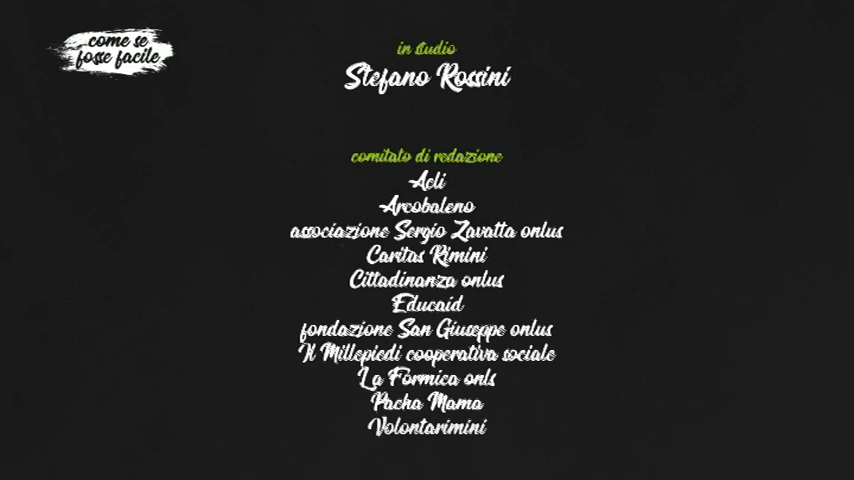 come se
fosse facile
in studio
Stefano Rossini
comitato di redazione
Acli
Arcobaleno
associazione Sergio Zavatta onlus
Caritas Rimini
Cittadinanza onlus
Educaid
fondazione San Giuseppe onlus
Il Millepiedi cooperativa sociale
La Formica onls
Pacha Mama
Volontarimini